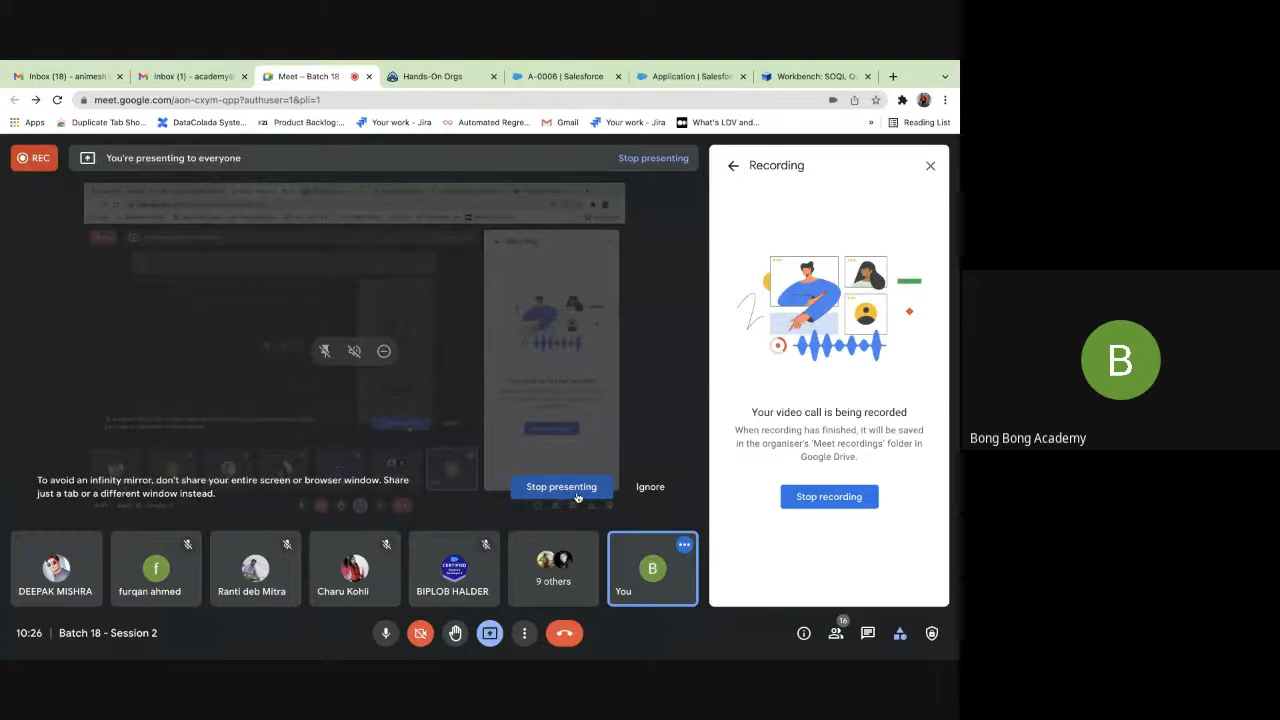 Inbox (18) - animesh
Inbox (1) - academy@
Meet – Batch 18
Hands-On Orgs
A-0006 | Salesforce
Application | Salesfor
Workbench: SOQL Qu
meet.google.com/aon-cxym-qpp?authuser=1&pli=1
Apps
Duplicate Tab Sho...
DataColada Syste...
Product Backlog:...
Your work - Jira
Automated Regre...
Gmail
Your work - Jira
What's LDV and...
»
Reading List
REC
You're presenting to everyone
Stop presenting
Recording
Your video call is being recorded
When recording has finished, it will be saved
in the organiser's 'Meet recordings' folder in
Google Drive.
Stop recording
To avoid an infinity mirror, don't share your entire screen or browser window. Share
just a tab or a different window instead.
Stop presenting
Ignore
DEEPAK MISHRA
f
furqan ahmed
Ranti deb Mitra
Charu Kohli
CERTIFIED
BIPLOB HALDER
9 others
B
You
10:26 | Batch 18 - Session 2
16
B
Bong Bong Academy